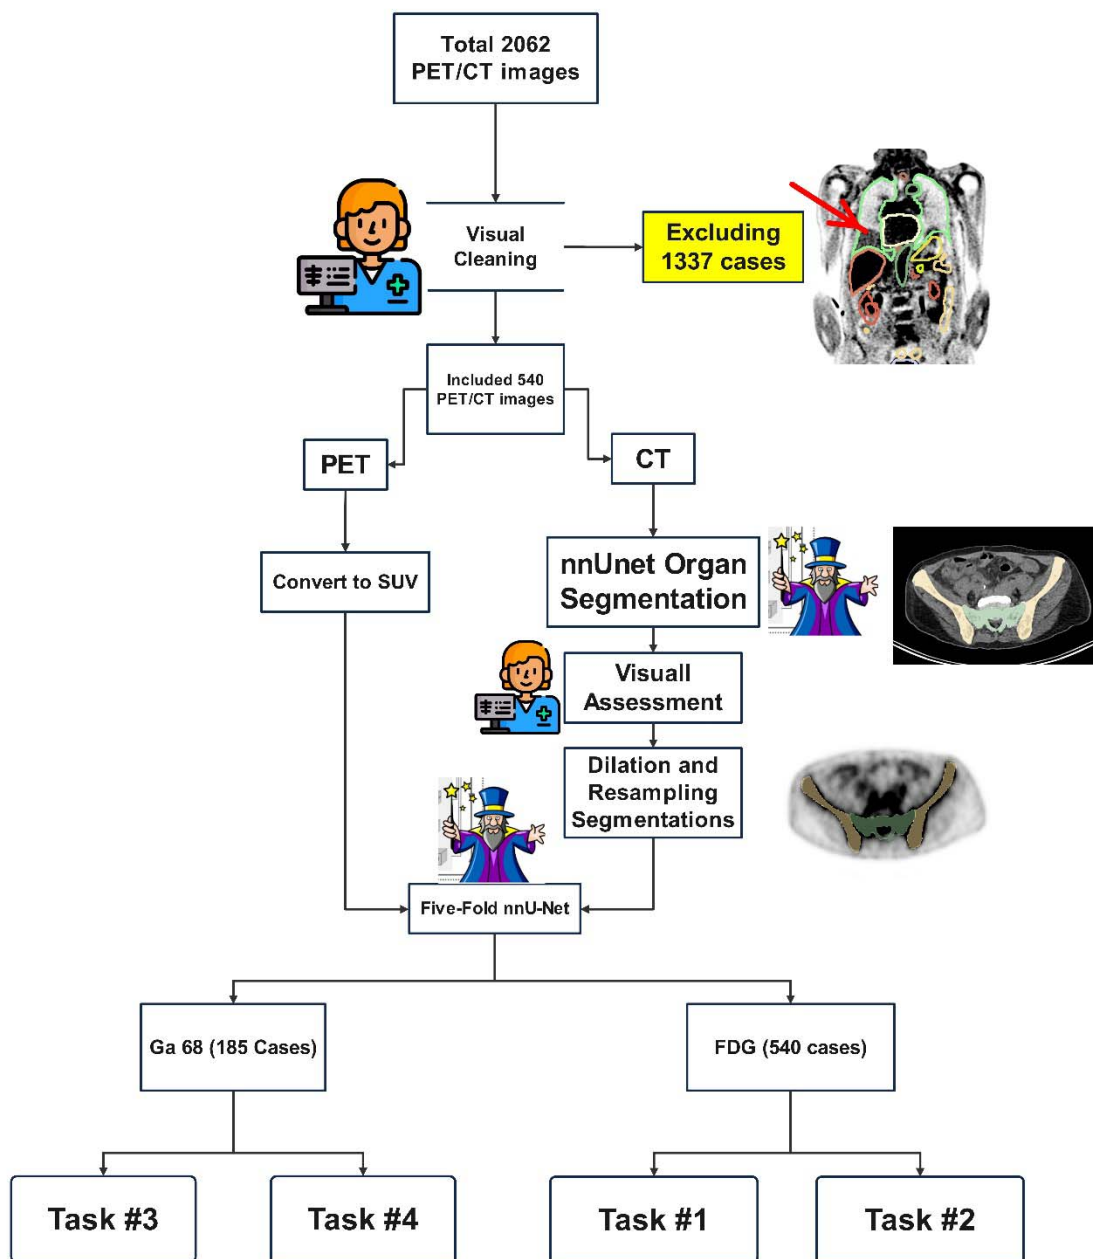 Total 2062
PET/CT images
Visual
Cleaning
Excluding
1337 cases
Included 540
PET/CT images
PET
CT
Convert to SUV
nnUnet Organ
Segmentation
Visuall
Assessment
Dilation and
Resampling
Segmentations
Five-Fold nnU-Net
Ga 68 (185 Cases)
FDG (540 cases)
Task #3
Task #4
Task #1
Task #2